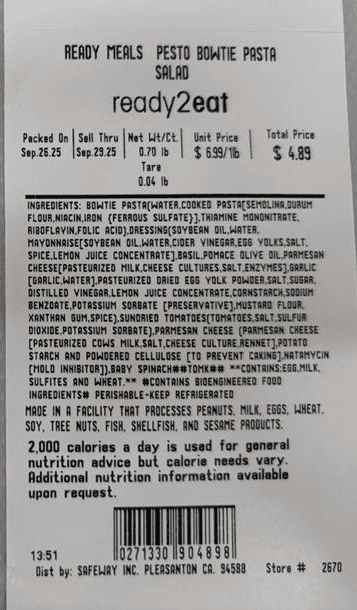 READY MEALS PESTO BOWTIE PASTA
SALAD
ready2eat
Packed On Sell Thru Net Wt/Ct. Unit Price Total Price
Sep.26.25 Sep.29.25 0.70 lb $ 6.99/1lb $ 4.89
Tare
0.04 lb
INGREDIENTS: BOWTIE PASTA(WATER,COOKED PASTA[SEMOLINA,DURUM
FLOUR,NIACIN,IRON {FERROUS SULFATE}],THIAMINE MONONITRATE,
RIBOFLAVIN,FOLIC ACID),DRESSING(SOYBEAN OIL,WATER,
MAYONNAISE[SOYBEAN OIL,WATER,CIDER VINEGAR,EGG YOLKS,SALT,
SPICE,LEMON JUICE CONCENTRATE],BASIL,POMACE OLIVE OIL,PARMESAN
CHEESE[PASTEURIZED MILK,CHEESE CULTURES,SALT,ENZYMES],GARLIC
[GARLIC,WATER],PASTEURIZED DRIED EGG YOLK POWDER,SALT,SUGAR,
DISTILLED VINEGAR,LEMON JUICE CONCENTRATE,CORNSTARCH,SODIUM
BENZOATE,POTASSIUM SORBATE [PRESERVATIVE],MUSTARD FLOUR,
XANTHAN GUM,SPICE),SUNDRIED TOMATOES(TOMATOES,SALT,SULFUR
DIOXIDE,POTASSIUM SORBATE),PARMESAN CHEESE (PARMESAN CHEESE
[PASTEURIZED COWS MILK,SALT,CHEESE CULTURE,RENNET],POTATO
STARCH AND POWDERED CELLULOSE [TO PREVENT CAKING],NATAMYCIN
[MOLD INHIBITOR]),BABY SPINACH##TOMK## **CONTAINS:EGG,MILK,
SULFITES AND WHEAT.** #CONTAINS BIOENGINEERED FOOD
INGREDIENTS# PERISHABLE-KEEP REFRIGERATED
MADE IN A FACILITY THAT PROCESSES PEANUTS, MILK, EGGS, WHEAT,
SOY, TREE NUTS, FISH, SHELLFISH, AND SESAME PRODUCTS.
2,000 calories a day is used for general
nutrition advice but calorie needs vary.
Additional nutrition information available
upon request.
13:51 0271330 904898
Dist by: SAFEWAY INC. PLEASANTON CA. 94588 Store # 2670